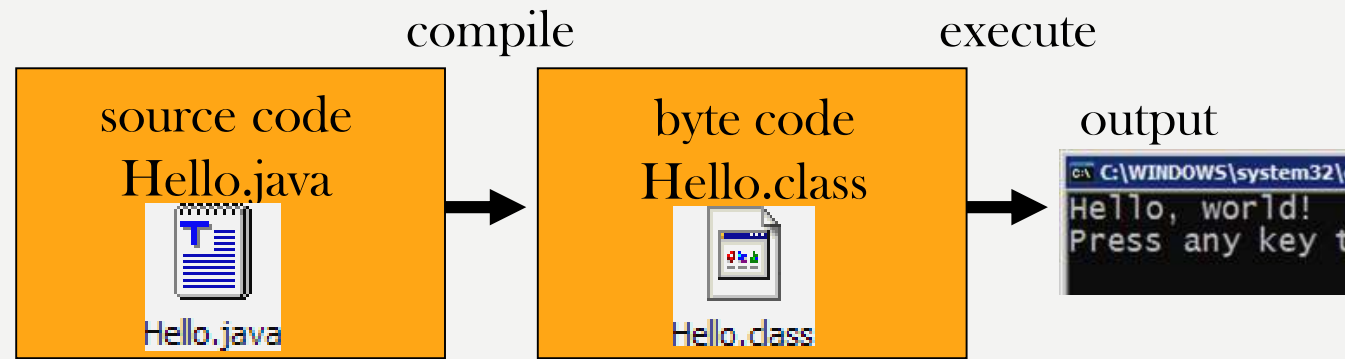 compile
execute
source code
Hello.java
Hello.java
byte code
Hello.class
Hello.class
output
C:\WINDOWS\system32\
Hello, world!
Press any key t